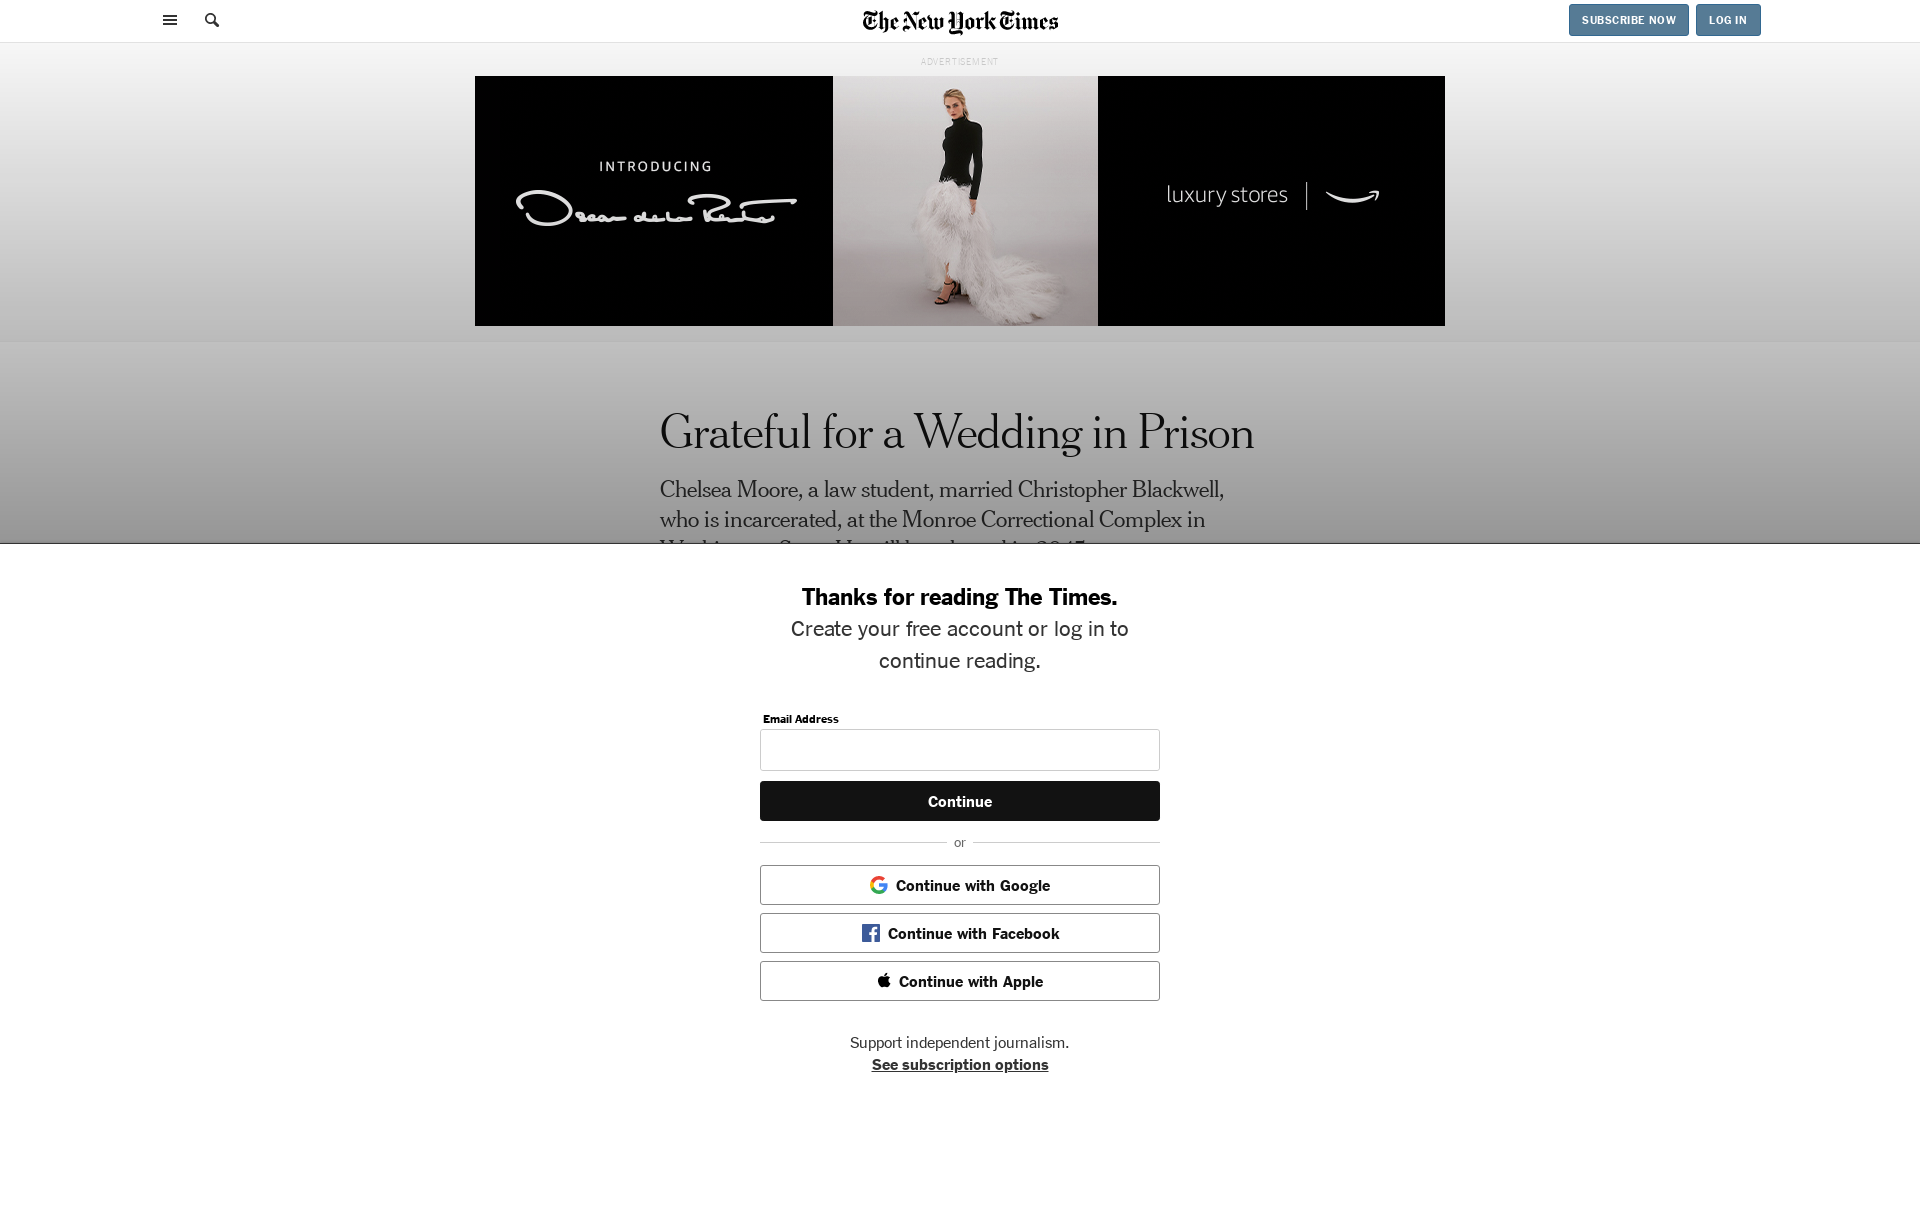 The New York Times
SUBSCRIBE NOW
LOG IN
ADVERTISEMENT
INTRODUCING
Oscar de la Renta
luxury stores
Grateful for a Wedding in Prison
Chelsea Moore, a law student, married Christopher Blackwell,
who is incarcerated, at the Monroe Correctional Complex in
Thanks for reading The Times.
Create your free account or log in to
continue reading.
Email Address
Continue
or
Continue with Google
Continue with Facebook
Continue with Apple
Support independent journalism.
See subscription options